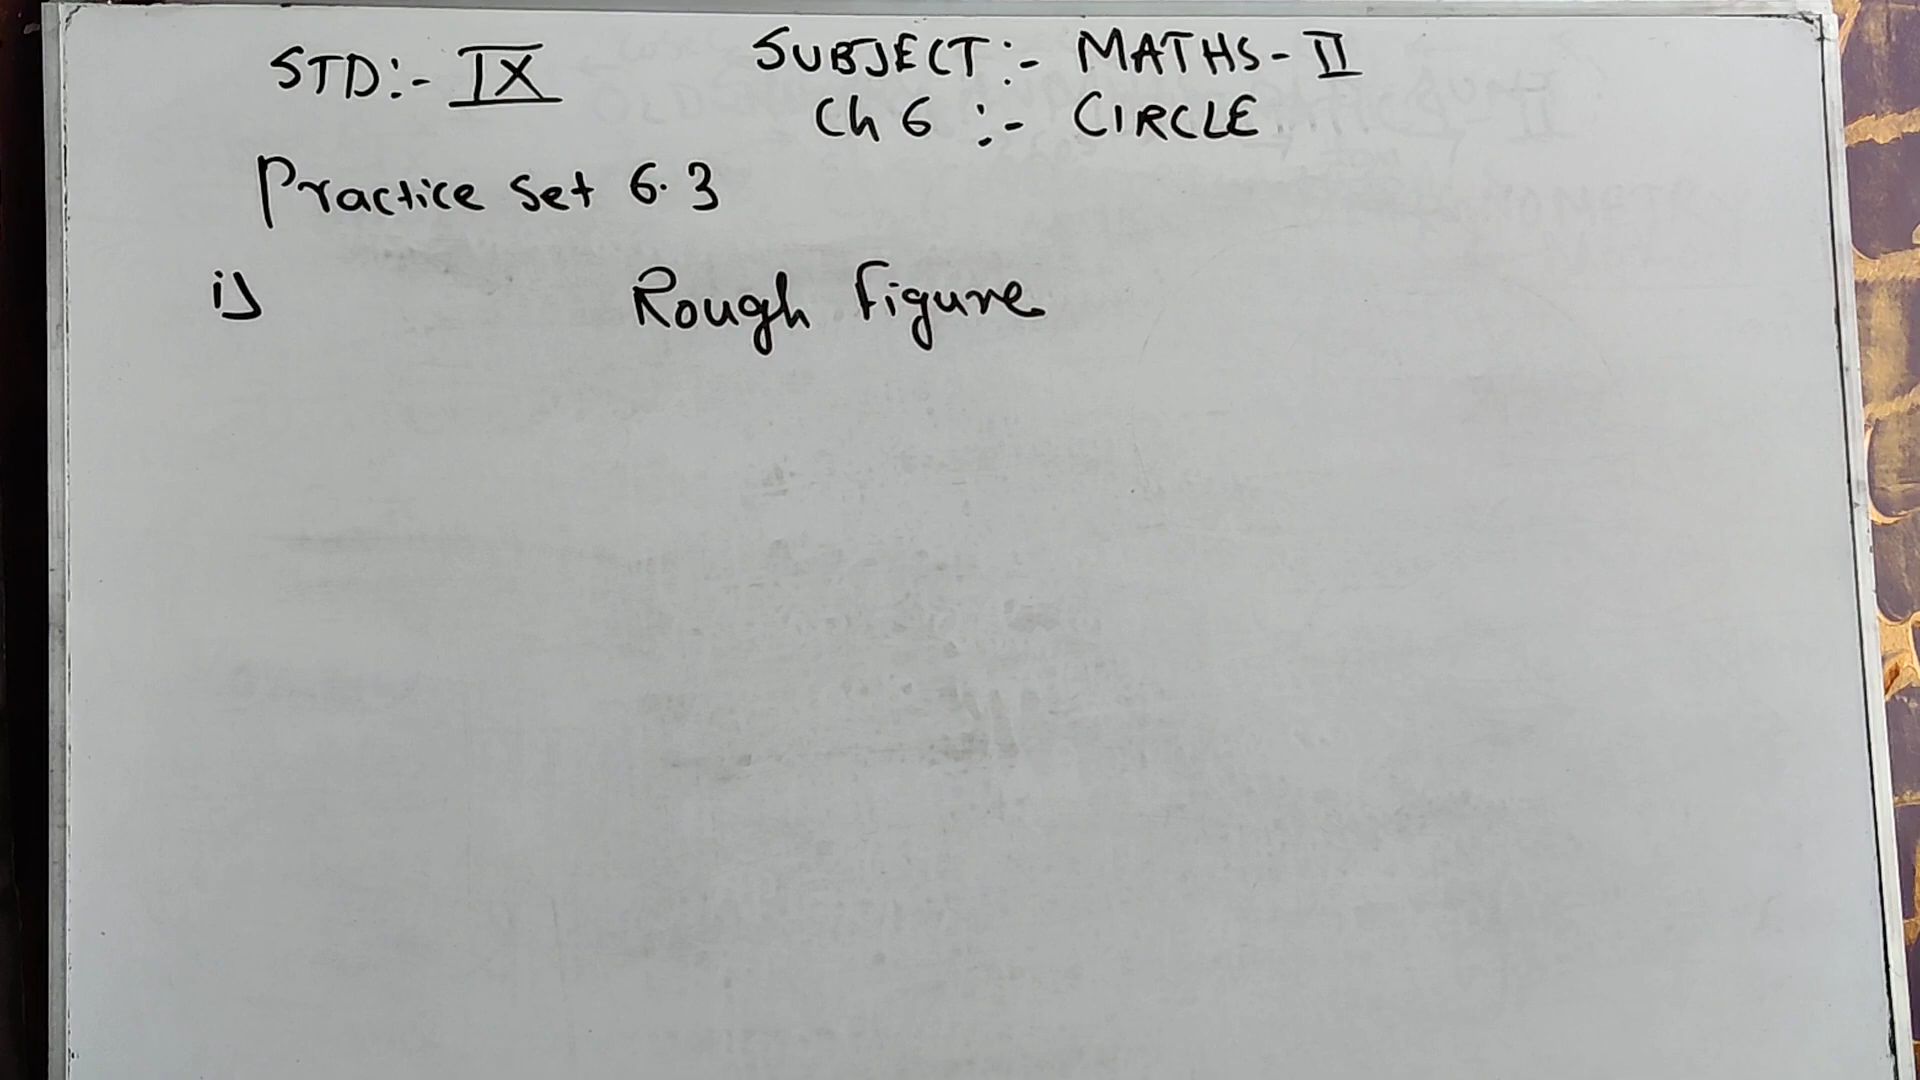 STD:- IX
SUBJECT:- MATHS-II
Ch 6 :- CIRCLE
Practice Set 6.3
i)
Rough Figure